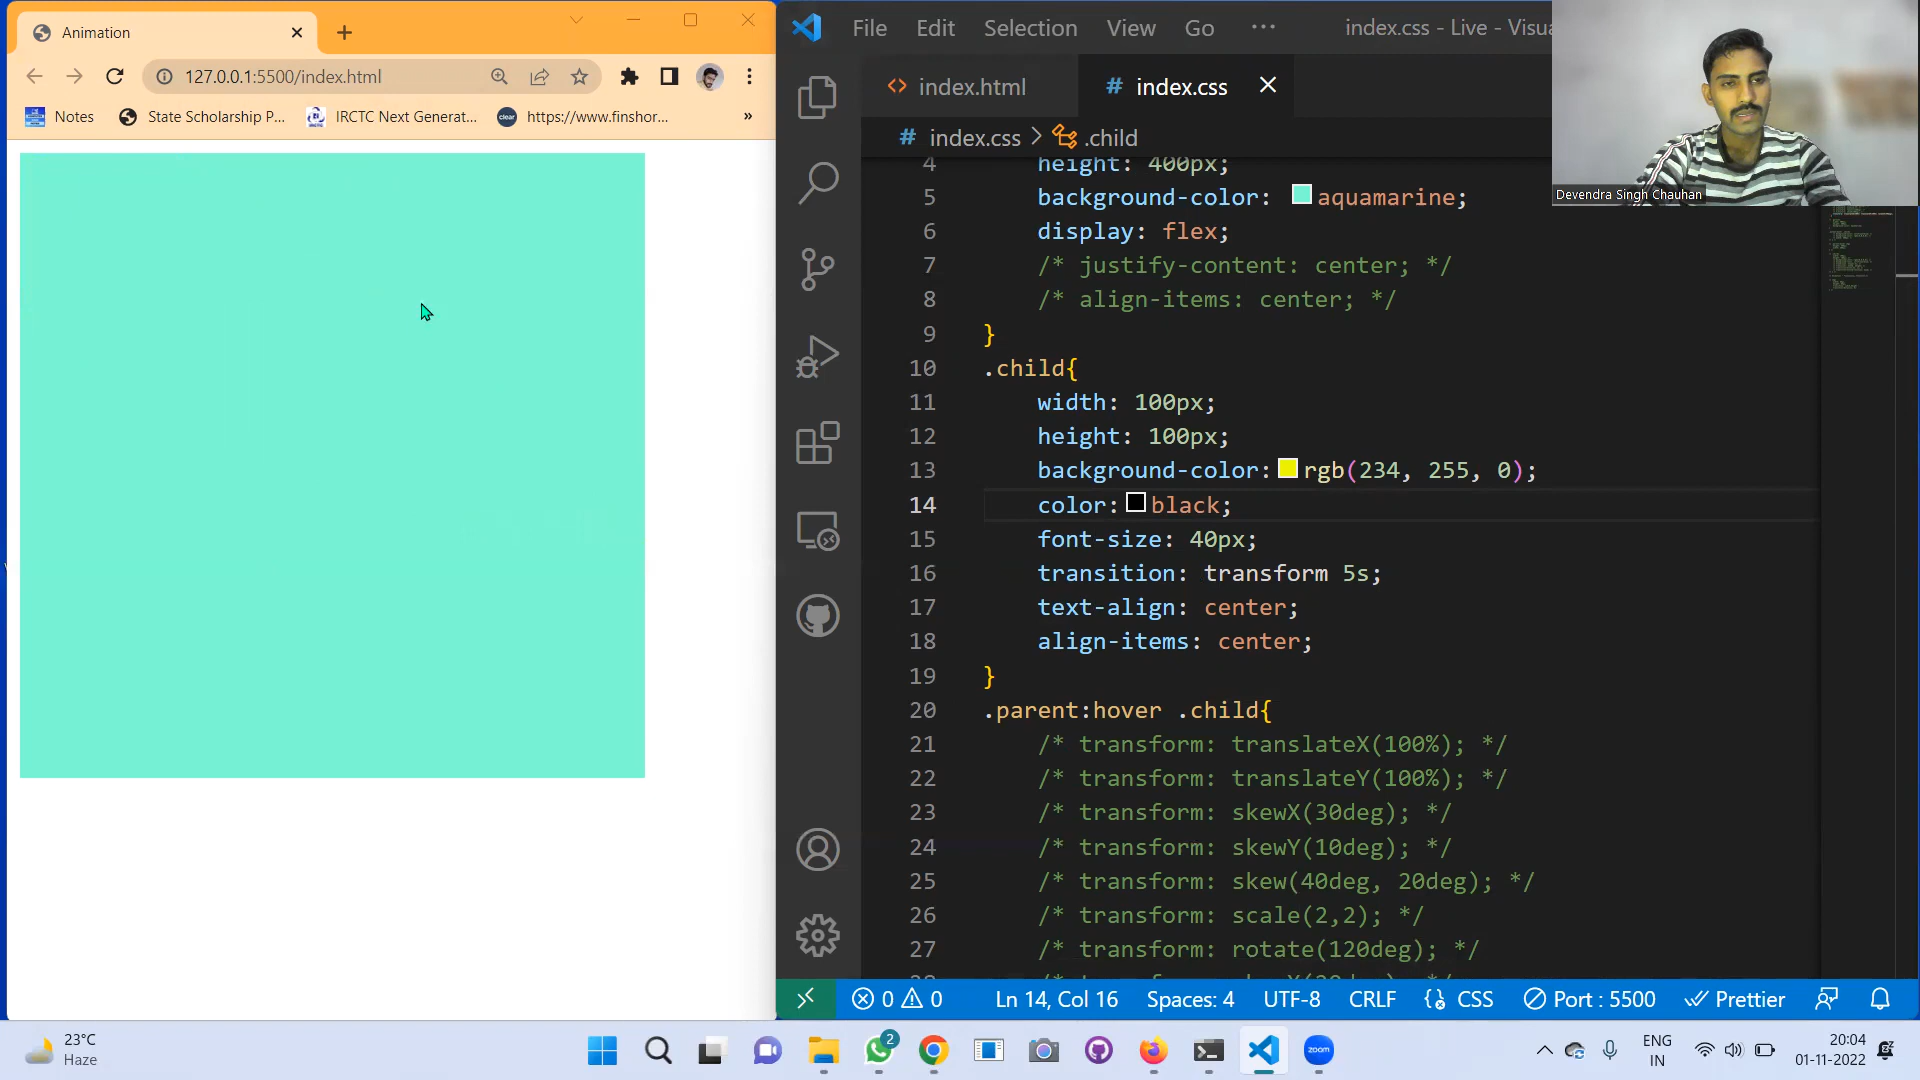 Animation
127.0.0.1:5500/index.html
Notes
State Scholarship P...
IRCTC Next Generat...
clear
https://www.finshor...
»
File Edit Selection View Go ···
index.css - Live - Visua
index.html
# index.css
# index.css > .child
Devendra Singh Chauhan
4 height: 400px;
5 background-color: aquamarine;
6 display: flex;
7 /* justify-content: center; */
8 /* align-items: center; */
9 }
10 .child{
11 width: 100px;
12 height: 100px;
13 background-color: rgb(234, 255, 0);
14 color: black;
15 font-size: 40px;
16 transition: transform 5s;
17 text-align: center;
18 align-items: center;
19 }
20 .parent:hover .child{
21 /* transform: translateX(100%); */
22 /* transform: translateY(100%); */
23 /* transform: skewX(30deg); */
24 /* transform: skewY(10deg); */
25 /* transform: skew(40deg, 20deg); */
26 /* transform: scale(2,2); */
27 /* transform: rotate(120deg); */
0 0 Ln 14, Col 16 Spaces: 4 UTF-8 CRLF CSS Port : 5500 Prettier
23°C
Haze
2
zoom
ENG
IN
20:04
01-11-2022